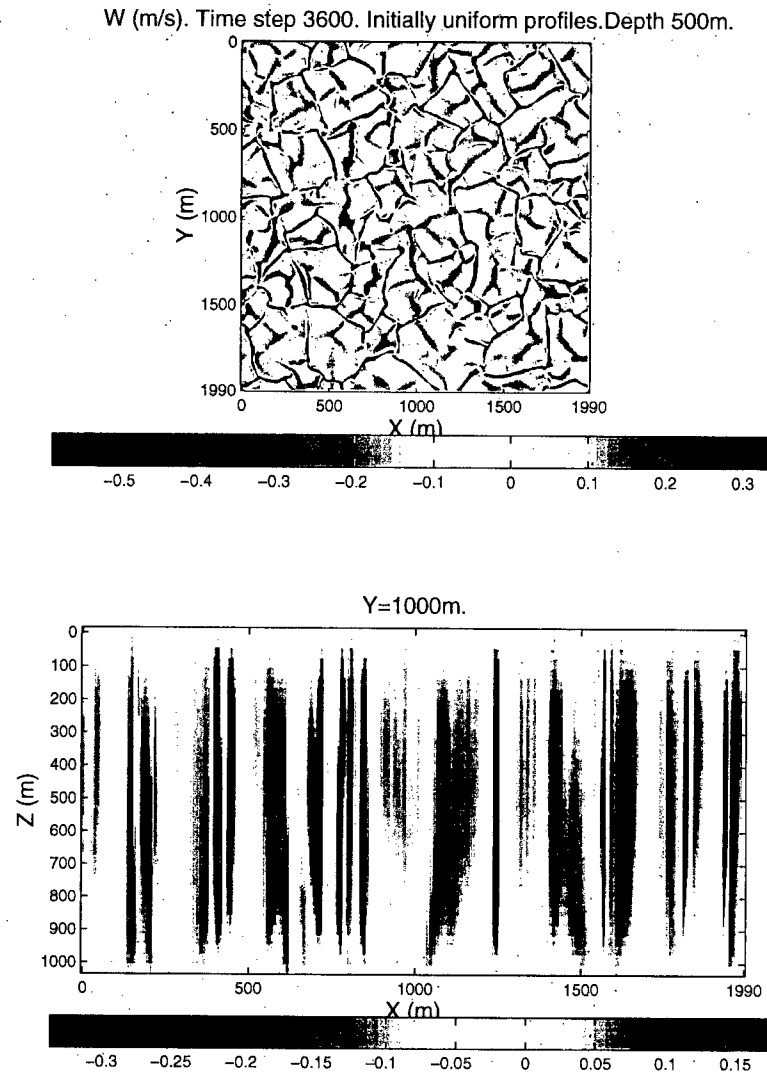 W (m/s). Time step 3600. Initially uniform profiles.Depth 500m.
0
500
1000
1500
1990
Y (m)
0 500 1000 1500 1990
X (m)
−0.5 −0.4 −0.3 −0.2 −0.1 0 0.1 0.2 0.3
Y=1000m.
0
100
200
300
400
500
600
700
800
900
1000
Z (m)
0 500 1000 1500 1990
X (m)
−0.3 −0.25 −0.2 −0.15 −0.1 −0.05 0 0.05 0.1 0.15